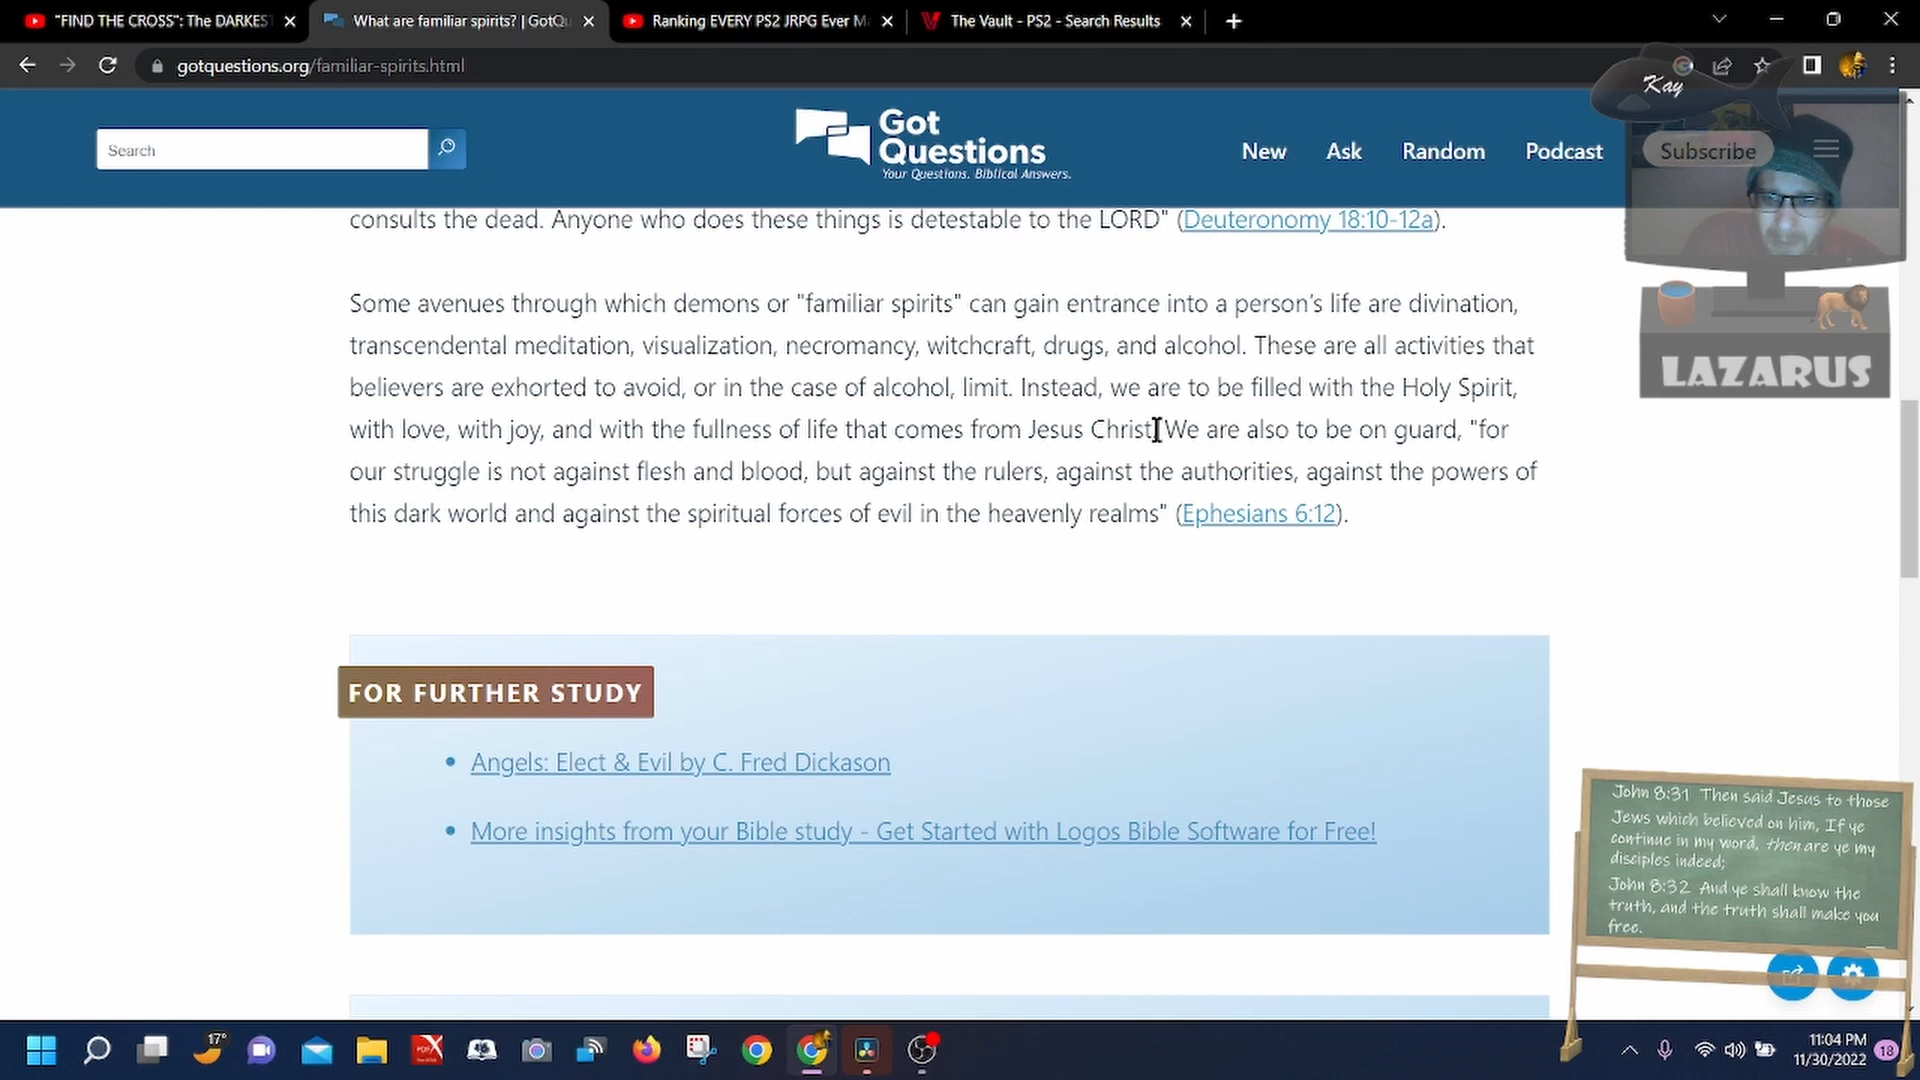 "FIND THE CROSS": The DARKEST
What are familiar spirits? | GotQu
Ranking EVERY PS2 JRPG Ever Ma
The Vault - PS2 - Search Results
gotquestions.org/familiar-spirits.html
Kay
Search
Got
Questions
Your Questions. Biblical Answers.
New
Ask
Random
Podcast
Subscribe
LAZARUS
consults the dead. Anyone who does these things is detestable to the LORD" (Deuteronomy 18:10-12a).
Some avenues through which demons or "familiar spirits" can gain entrance into a person's life are divination,
transcendental meditation, visualization, necromancy, witchcraft, drugs, and alcohol. These are all activities that
believers are exhorted to avoid, or in the case of alcohol, limit. Instead, we are to be filled with the Holy Spirit,
with love, with joy, and with the fullness of life that comes from Jesus Christ. We are also to be on guard, "for
our struggle is not against flesh and blood, but against the rulers, against the authorities, against the powers of
this dark world and against the spiritual forces of evil in the heavenly realms" (Ephesians 6:12).
FOR FURTHER STUDY
Angels: Elect & Evil by C. Fred Dickason
More insights from your Bible study - Get Started with Logos Bible Software for Free!
John 8:31 Then said Jesus to those
Jews which believed on him, If ye
continue in my word, then are ye my
disciples indeed;
John 8:32 And ye shall know the
truth, and the truth shall make you
free.
17°
11:04 PM
11/30/2022
18